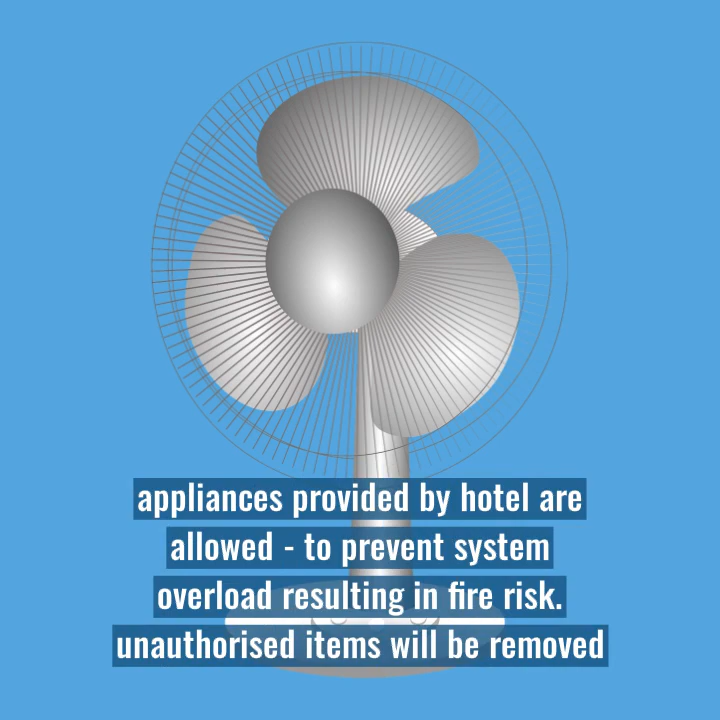 appliances provided by hotel are
allowed - to prevent system
overload resulting in fire risk.
unauthorised items will be removed